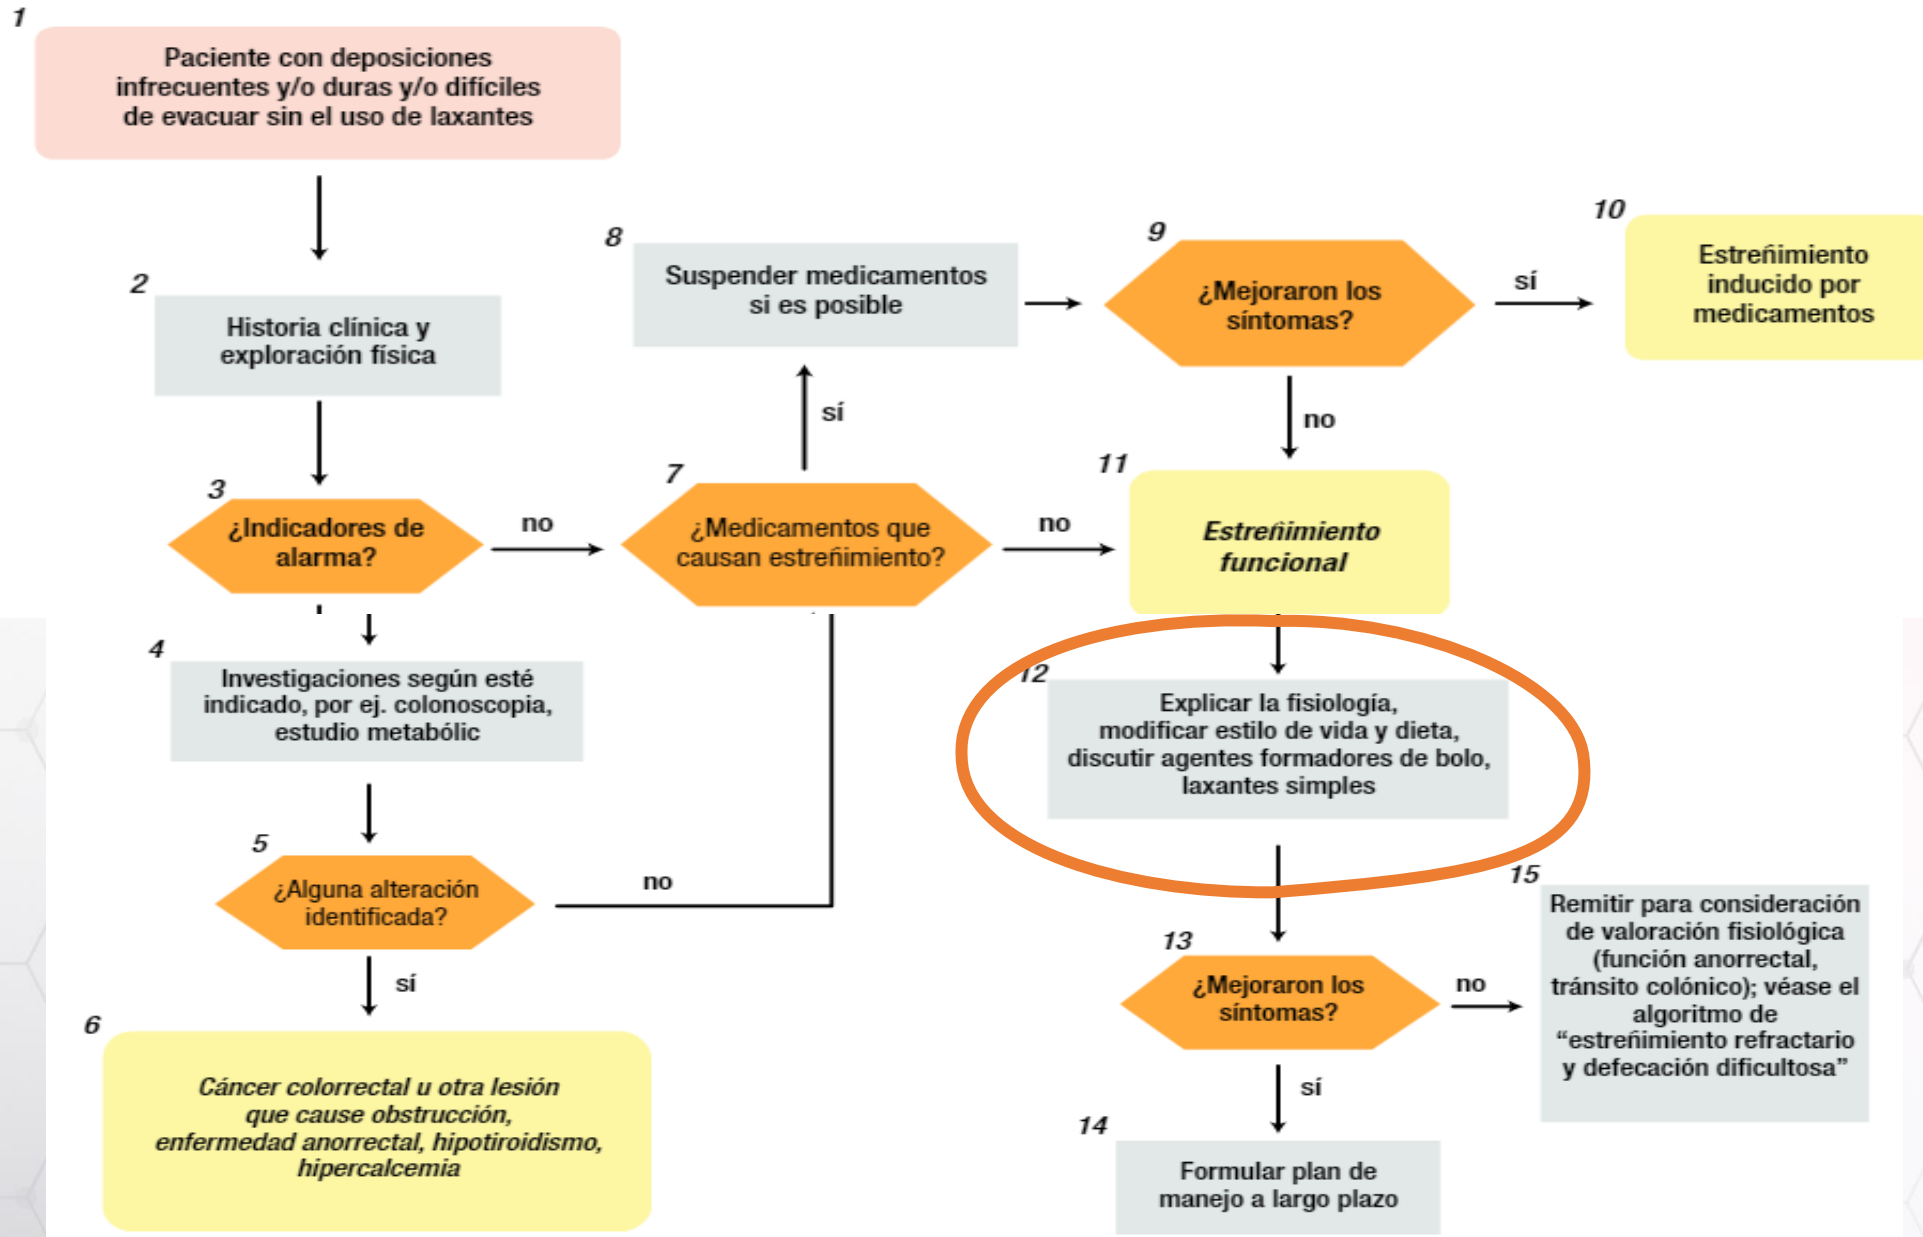 1
Paciente con deposiciones
infrecuentes y/o duras y/o difíciles
de evacuar sin el uso de laxantes
2
Historia clínica y
exploración física
3
¿Indicadores de
alarma?
no
4
Investigaciones según esté
indicado, por ej. colonoscopia,
estudio metabólic
5
¿Alguna alteración
identificada?
no
sí
6
Cáncer colorrectal u otra lesión
que cause obstrucción,
enfermedad anorrectal, hipotiroidismo,
hipercalcemia
7
¿Medicamentos que
causan estreñimiento?
sí
no
8
Suspender medicamentos
si es posible
9
¿Mejoraron los
síntomas?
sí
no
10
Estreñimiento
inducido por
medicamentos
11
Estreñimiento
funcional
12
Explicar la fisiología,
modificar estilo de vida y dieta,
discutir agentes formadores de bolo,
laxantes simples
13
¿Mejoraron los
síntomas?
no
sí
14
Formular plan de
manejo a largo plazo
15
Remitir para consideración
de valoración fisiológica
(función anorrectal,
tránsito colónico); véase el
algoritmo de
“estreñimiento refractario
y defecación dificultosa”